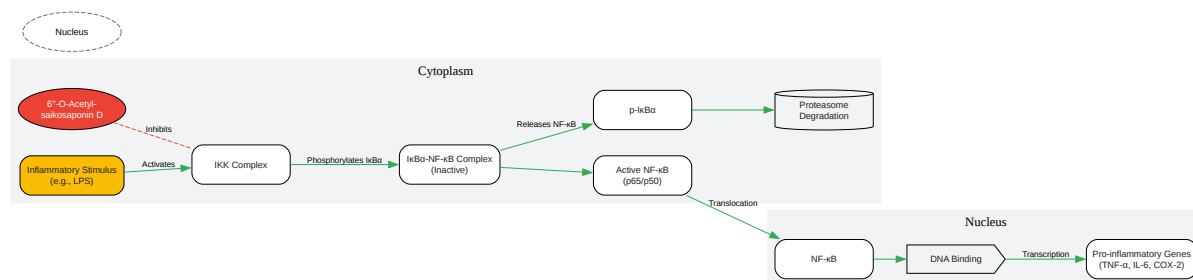 Nucleus
Cytoplasm
6''-O-Acetyl-
saikosaponin D
Inhibits
Inflammatory Stimulus
(e.g., LPS)
Activates
IKK Complex
Phosphorylates IκBα
IκBα-NF-κB Complex
(Inactive)
Releases NF-κB
p-IκBα
Proteasome
Degradation
Active NF-κB
(p65/p50)
Translocation
Nucleus
NF-κB
DNA Binding
Transcription
Pro-inflammatory Genes
(TNF-α, IL-6, COX-2)